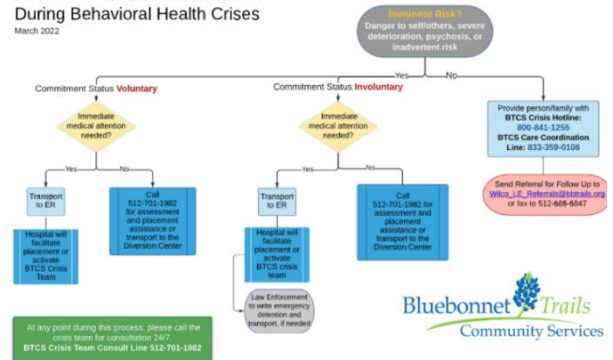 During Behavioral Health Crises
March 2022
Imminent Risk?
Danger to self/others, severe
deterioration, psychosis, or
inadvertent risk
Yes
No
Commitment Status Voluntary
Commitment Status Involuntary
Immediate
medical attention
needed?
Immediate
medical attention
needed?
Provide person/family with
BTCS Crisis Hotline:
800-841-1255
BTCS Care Coordination
Line: 833-359-0106
Yes
No
Yes
No
Transport
to ER
Call
512-701-1982
for assessment
and placement
assistance or
transport to the
Diversion Center
Transport
to ER
Call
512-701-1982
for assessment
and placement
assistance or
transport to the
Diversion Center
Send Referral for Follow Up to
Wilco_LE_Referrals@bbtrails.org
or fax to
Hospital will
facilitate
placement or
activate
BTCS Crisis
Team
Hospital will
facilitate
placement or
activate
BTCS crisis
team
Law Enforcement
to write emergency
detention and
transport, if needed
At any point during this process, please call the
crisis team for consultation 24/7.
BTCS Crisis Team Consult Line 512-701-1982
Bluebonnet Trails
Community Services